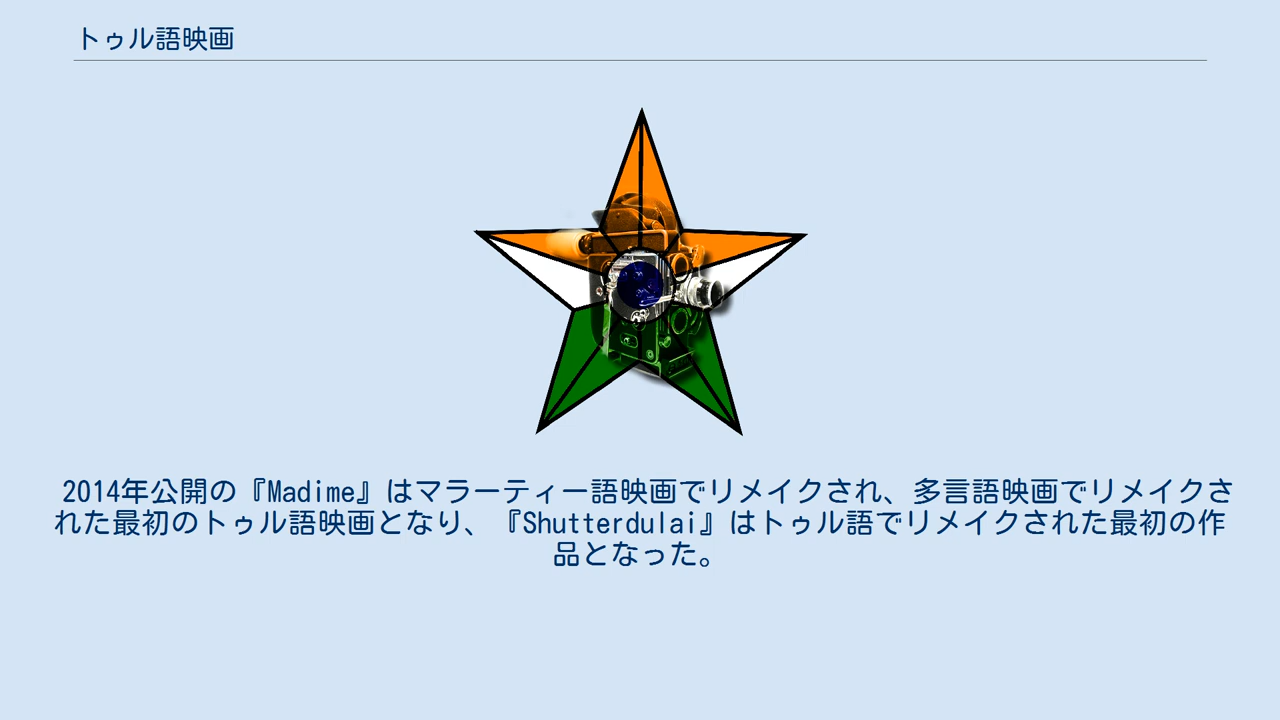 トゥル語映画
2014年公開の『Madime』はマラーティー語映画でリメイクされ、多言語映画でリメイクさ
れた最初のトゥル語映画となり、『Shutterdulai』はトゥル語でリメイクされた最初の作
品となった。